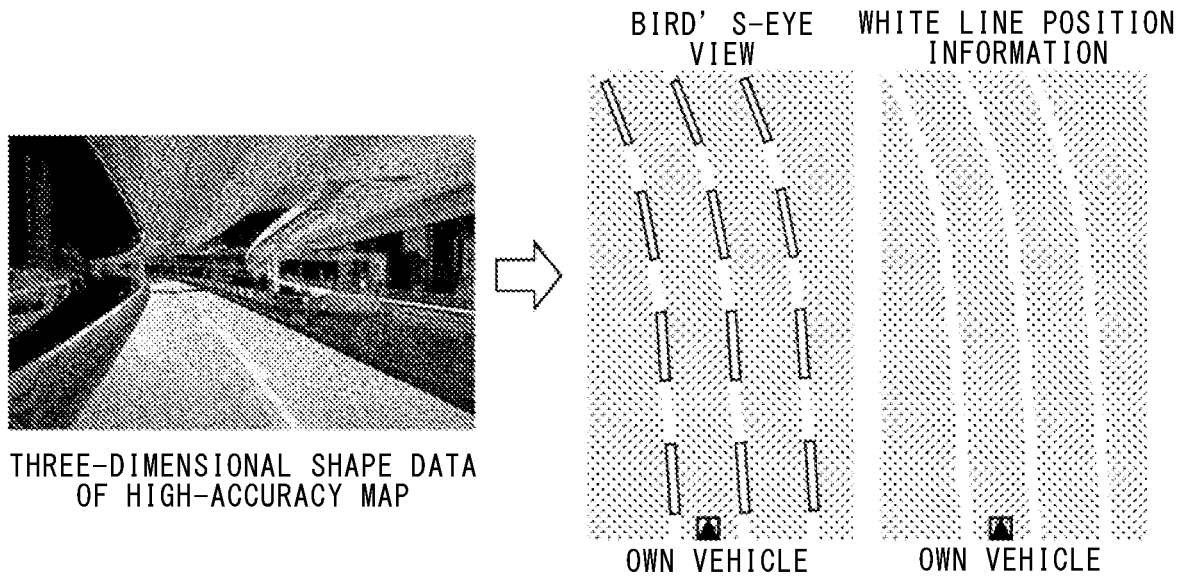 BIRD' S-EYE
VIEW
WHITE LINE POSITION
INFORMATION
THREE-DIMENSIONAL SHAPE DATA
OF HIGH-ACCURACY MAP
OWN VEHICLE
OWN VEHICLE